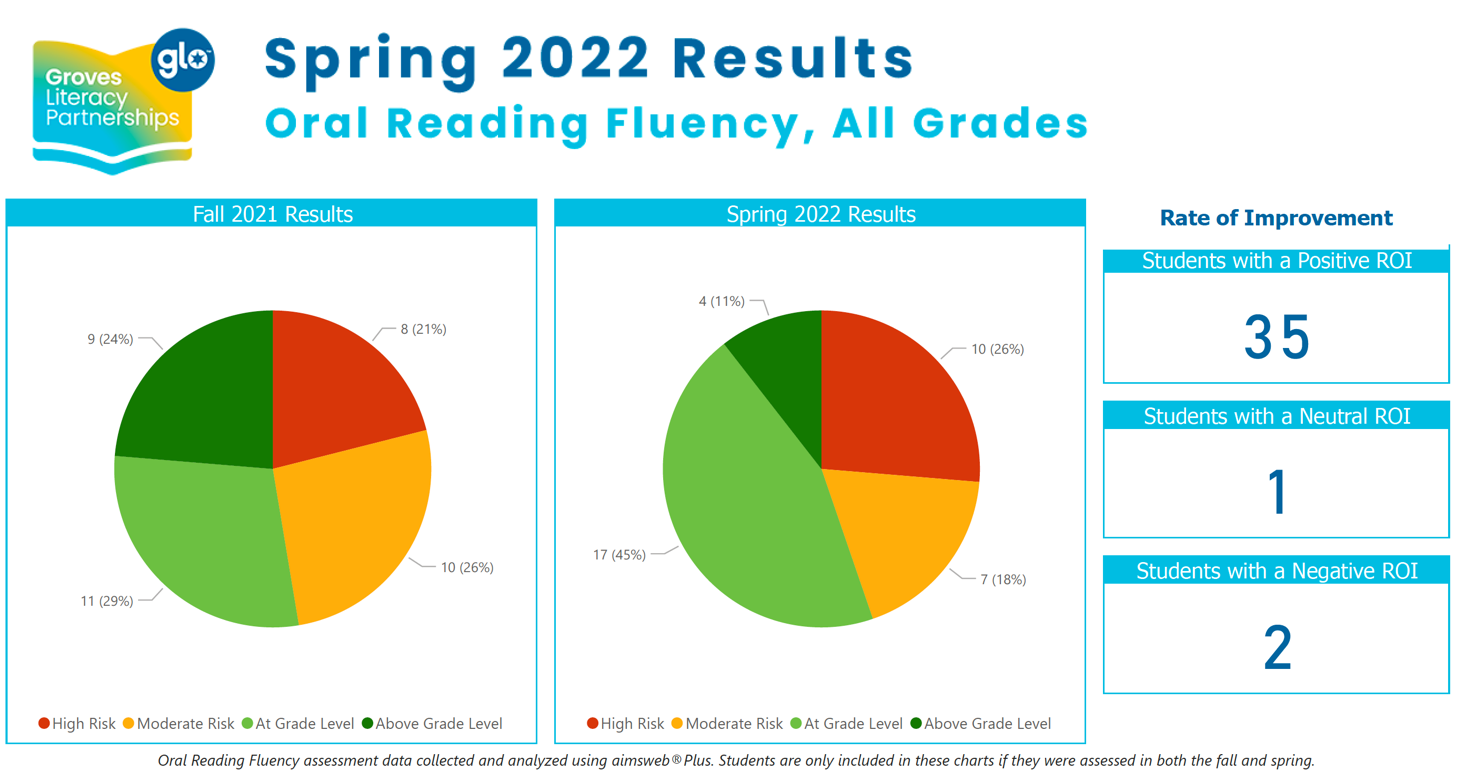 glo™
Groves
Literacy
Partnerships
Spring 2022 Results
Oral Reading Fluency, All Grades
Fall 2021 Results
9 (24%)
8 (21%)
10 (26%)
11 (29%)
High Risk Moderate Risk At Grade Level Above Grade Level
Spring 2022 Results
4 (11%)
10 (26%)
17 (45%)
7 (18%)
High Risk Moderate Risk At Grade Level Above Grade Level
Rate of Improvement
Students with a Positive ROI
35
Students with a Neutral ROI
1
Students with a Negative ROI
2
Oral Reading Fluency assessment data collected and analyzed using aimsweb®Plus. Students are only included in these charts if they were assessed in both the fall and spring.